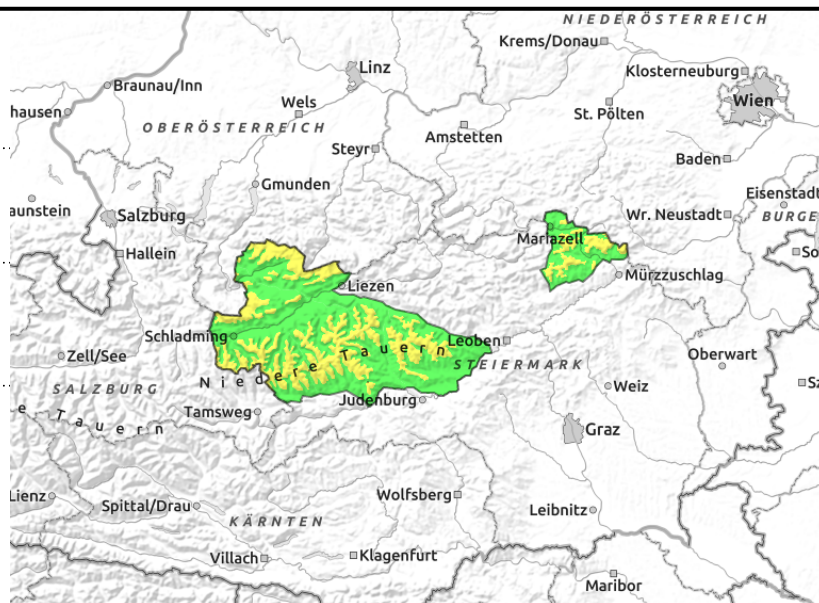 NIEDERÖSTERREICH
Krems/Donau
Linz
Klosterneuburg
Braunau/Inn
Wien
Wels
hausen
St. Pölten
OBERÖSTERREICH
Amstetten
Steyr
Baden
Gmunden
Eisenstadt
aunstein
Salzburg
Wr. Neustadt
BURGE
Mariazell
Hallein
So
Mürzzuschlag
Liezen
Schladming
Leoben
Zell/See
Niedere Tauern
STEIERMARK
Oberwart
SALZBURG
Weiz
Sz
Judenburg
Tamsweg
e Tauern
Graz
Lienz
Wolfsberg
Spittal/Drau
Leibnitz
KÄRNTEN
Villach
Klagenfurt
Maribor